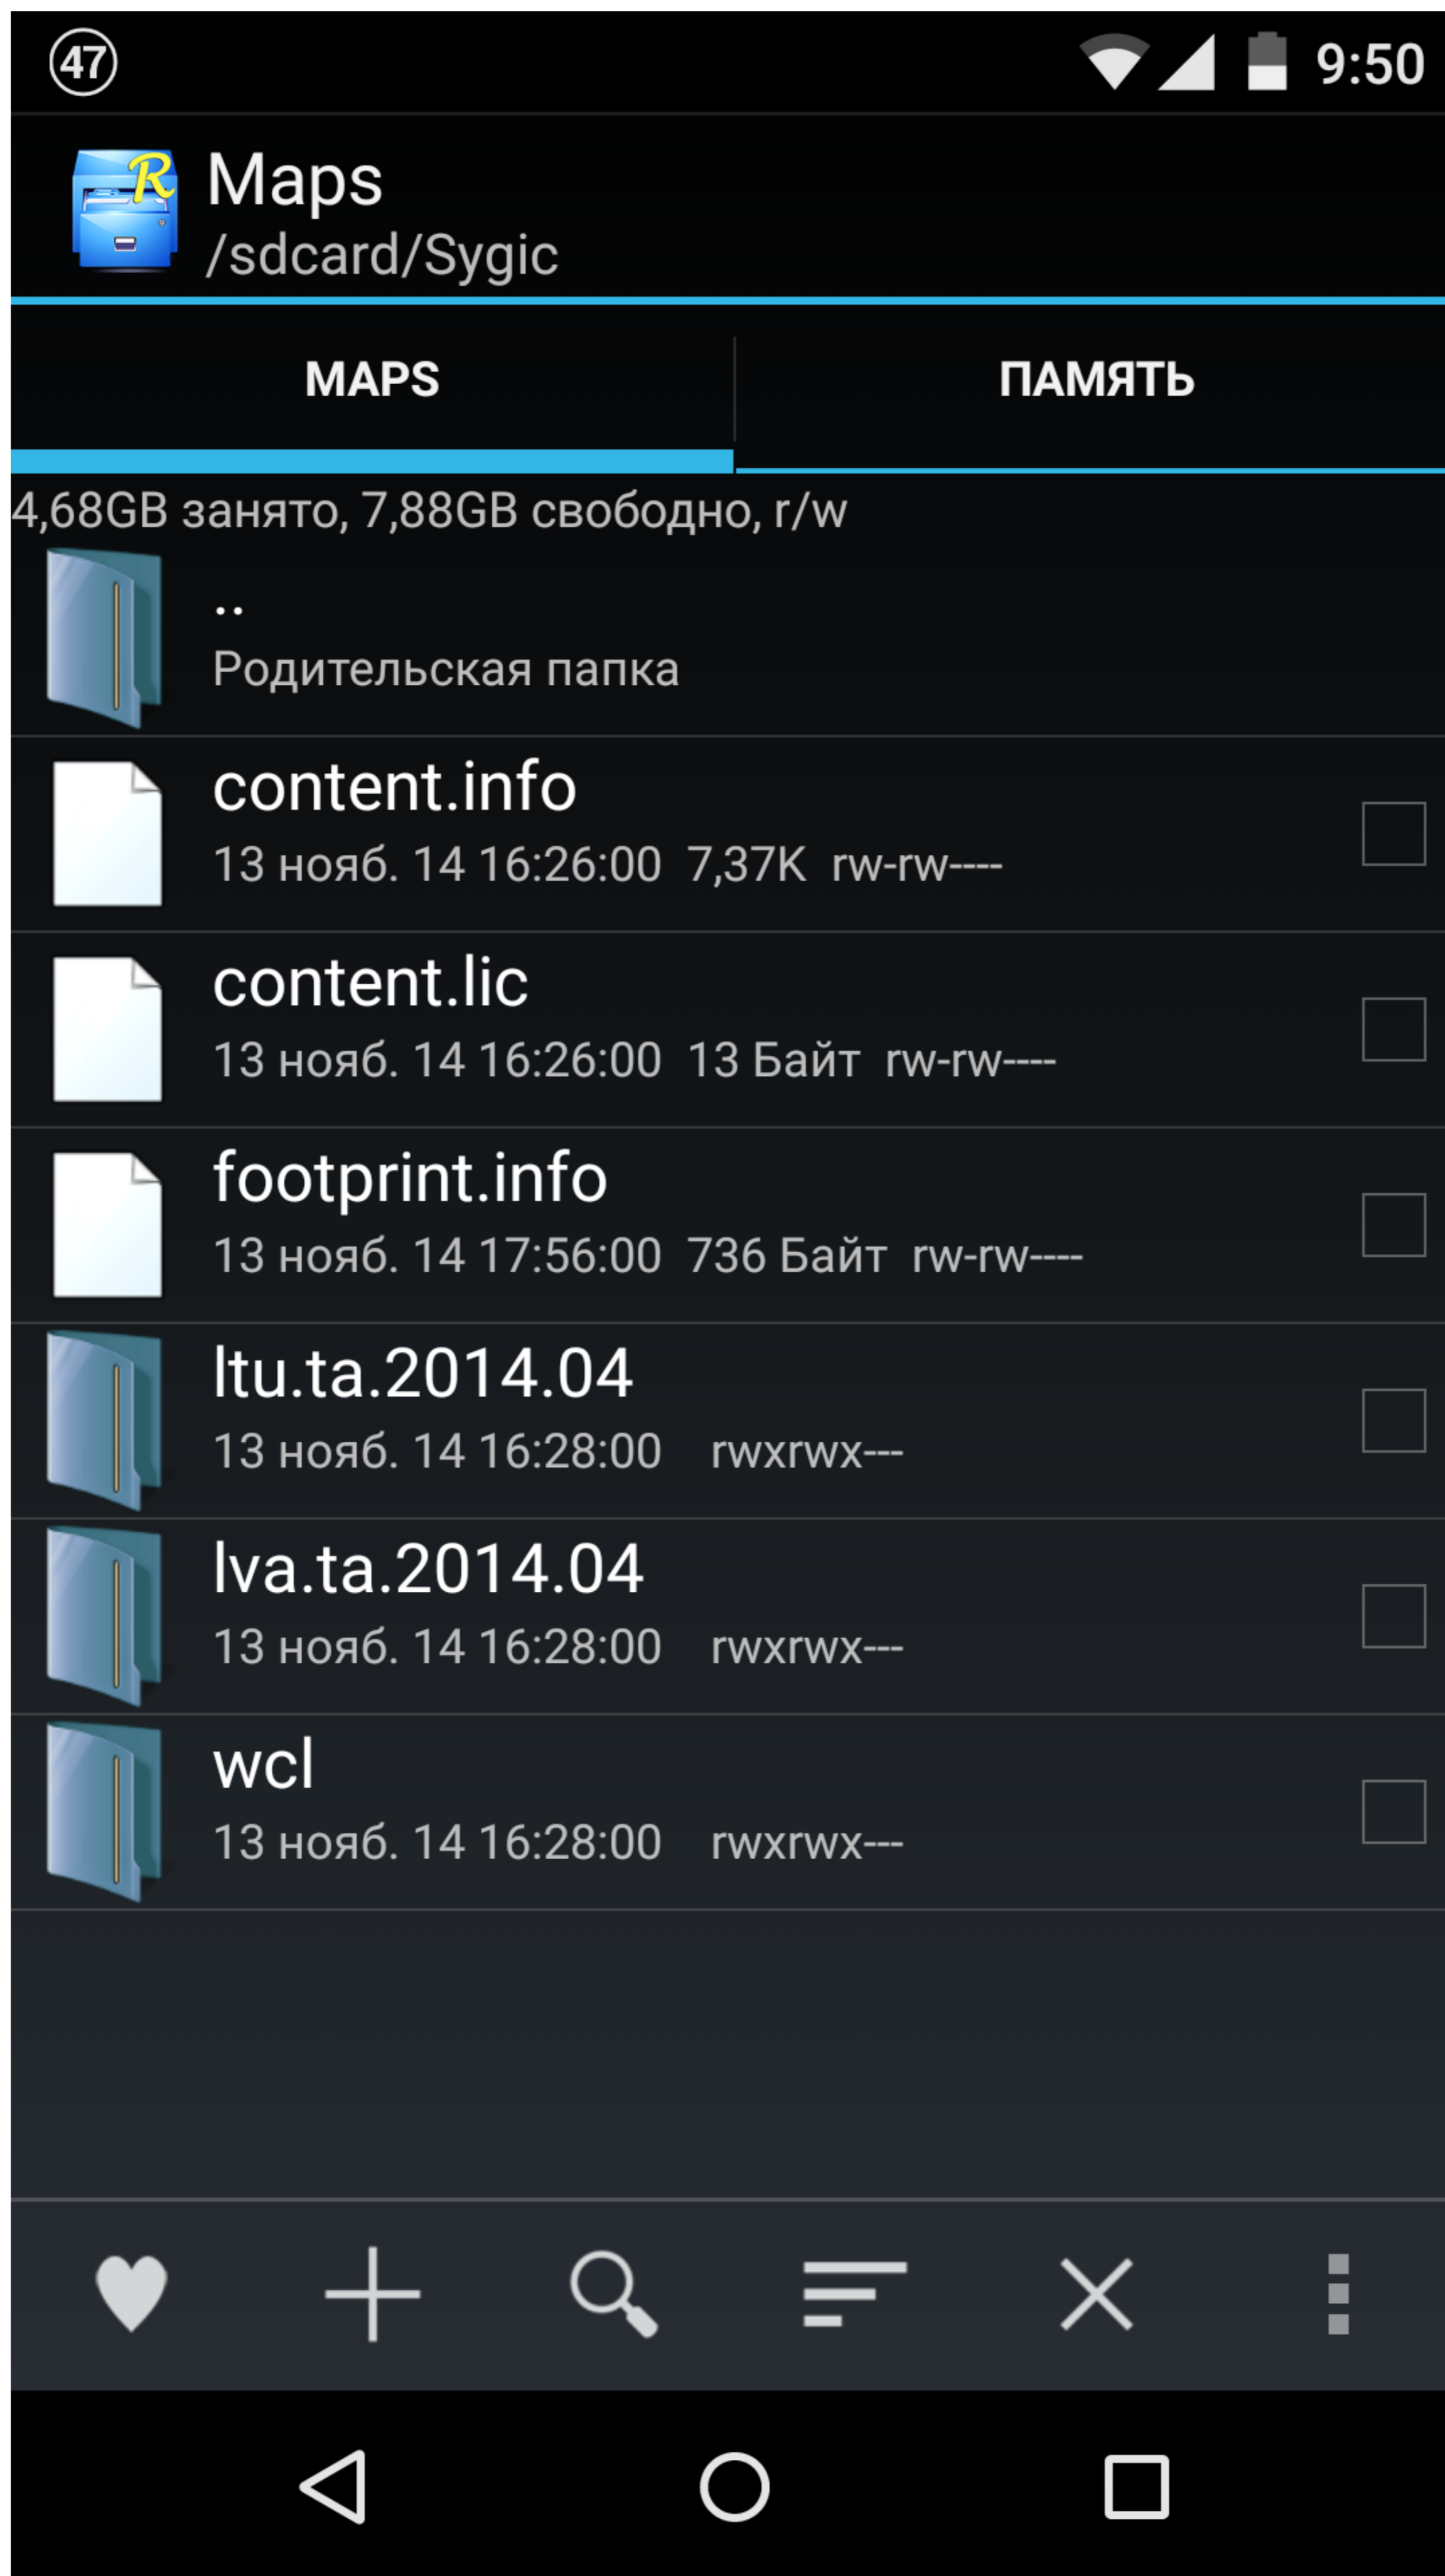 47 9:50
R
Maps
/sdcard/Sygic
MAPS ПАМЯТЬ
4,68GB занято, 7,88GB свободно, r/w
..
Родительская папка
content.info
13 нояб. 14 16:26:00 7,37K rw-rw----
content.lic
13 нояб. 14 16:26:00 13 Байт rw-rw----
footprint.info
13 нояб. 14 17:56:00 736 Байт rw-rw----
ltu.ta.2014.04
13 нояб. 14 16:28:00 rwxrwx---
lva.ta.2014.04
13 нояб. 14 16:28:00 rwxrwx---
wcl
13 нояб. 14 16:28:00 rwxrwx---